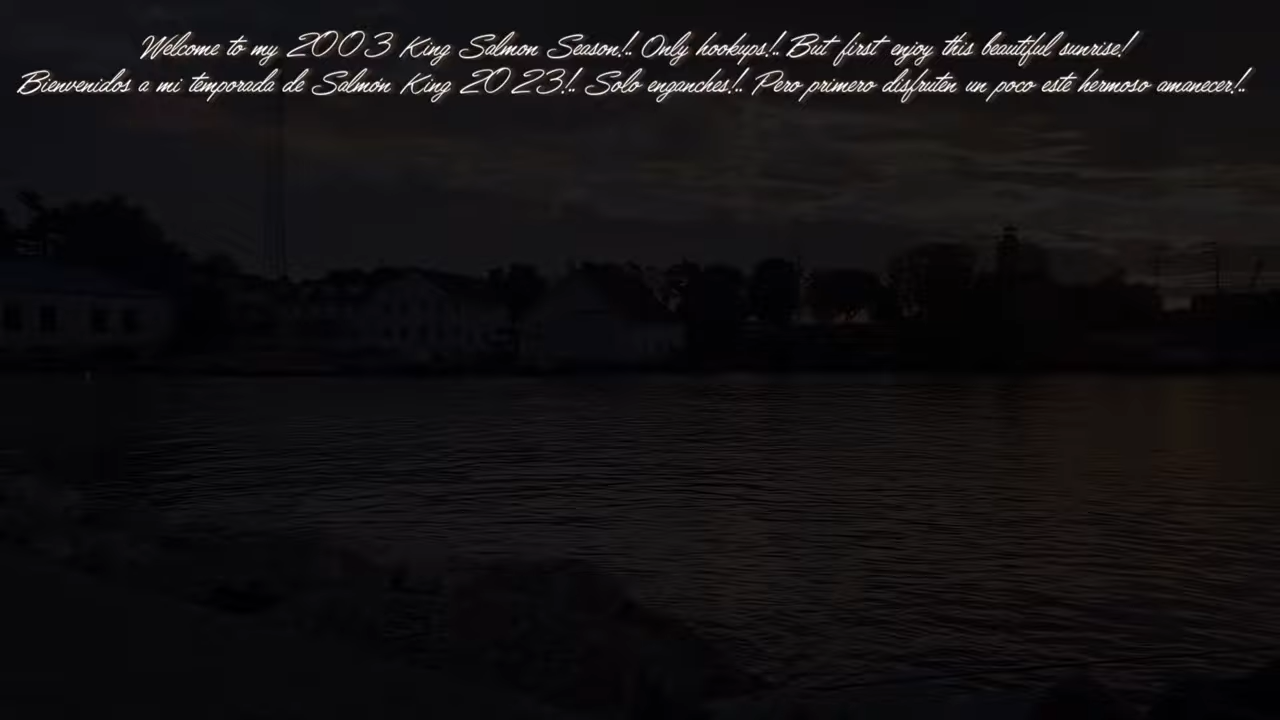 Welcome to my 2003 King Salmon Season!.. Only hookups!.. But first enjoy this beautiful sunrise!
Bienvenidos a mi temporada de Salmón King 2023!.. Solo enganches!.. Pero primero disfruten un poco este hermoso amanecer!..